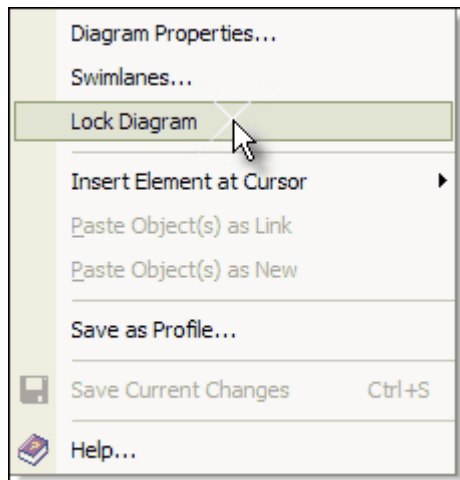 Diagram Properties...
Swimlanes...
Lock Diagram
Insert Element at Cursor
Paste Object(s) as Link
Paste Object(s) as New
Save as Profile...
Save Current Changes Ctrl+S
Help...